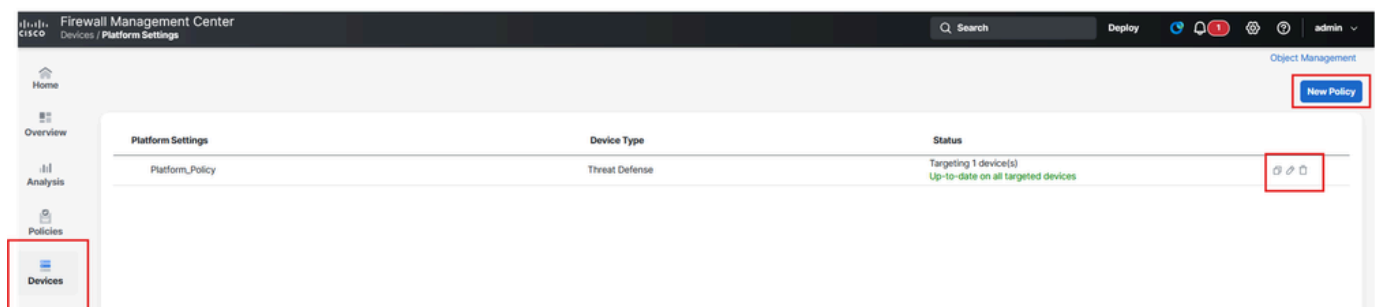 Firewall Management Center
CISCO
Devices / Platform Settings
Search
Deploy
1
admin
Object Management
New Policy
Home
Overview
Analysis
Policies
Devices
Platform Settings Device Type Status
Platform_Policy Threat Defense Targeting 1 device(s)
Up-to-date on all targeted devices